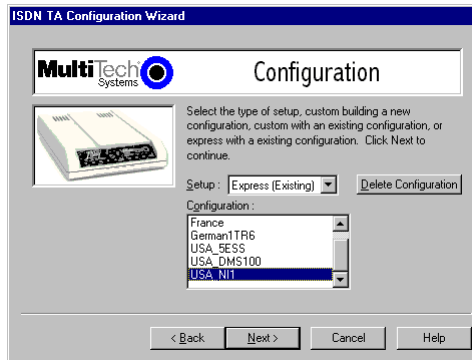 ISDN TA Configuration Wizard
MultiTech
Systems
Configuration
Select the type of setup, custom building a new
configuration, custom with an existing configuration, or
express with a existing configuration. Click Next to
continue.
Setup : Express (Existing) Delete Configuration
Configuration :
France
German1TR6
USA_5ESS
USA_DMS100
USA_NI1
< Back Next > Cancel Help